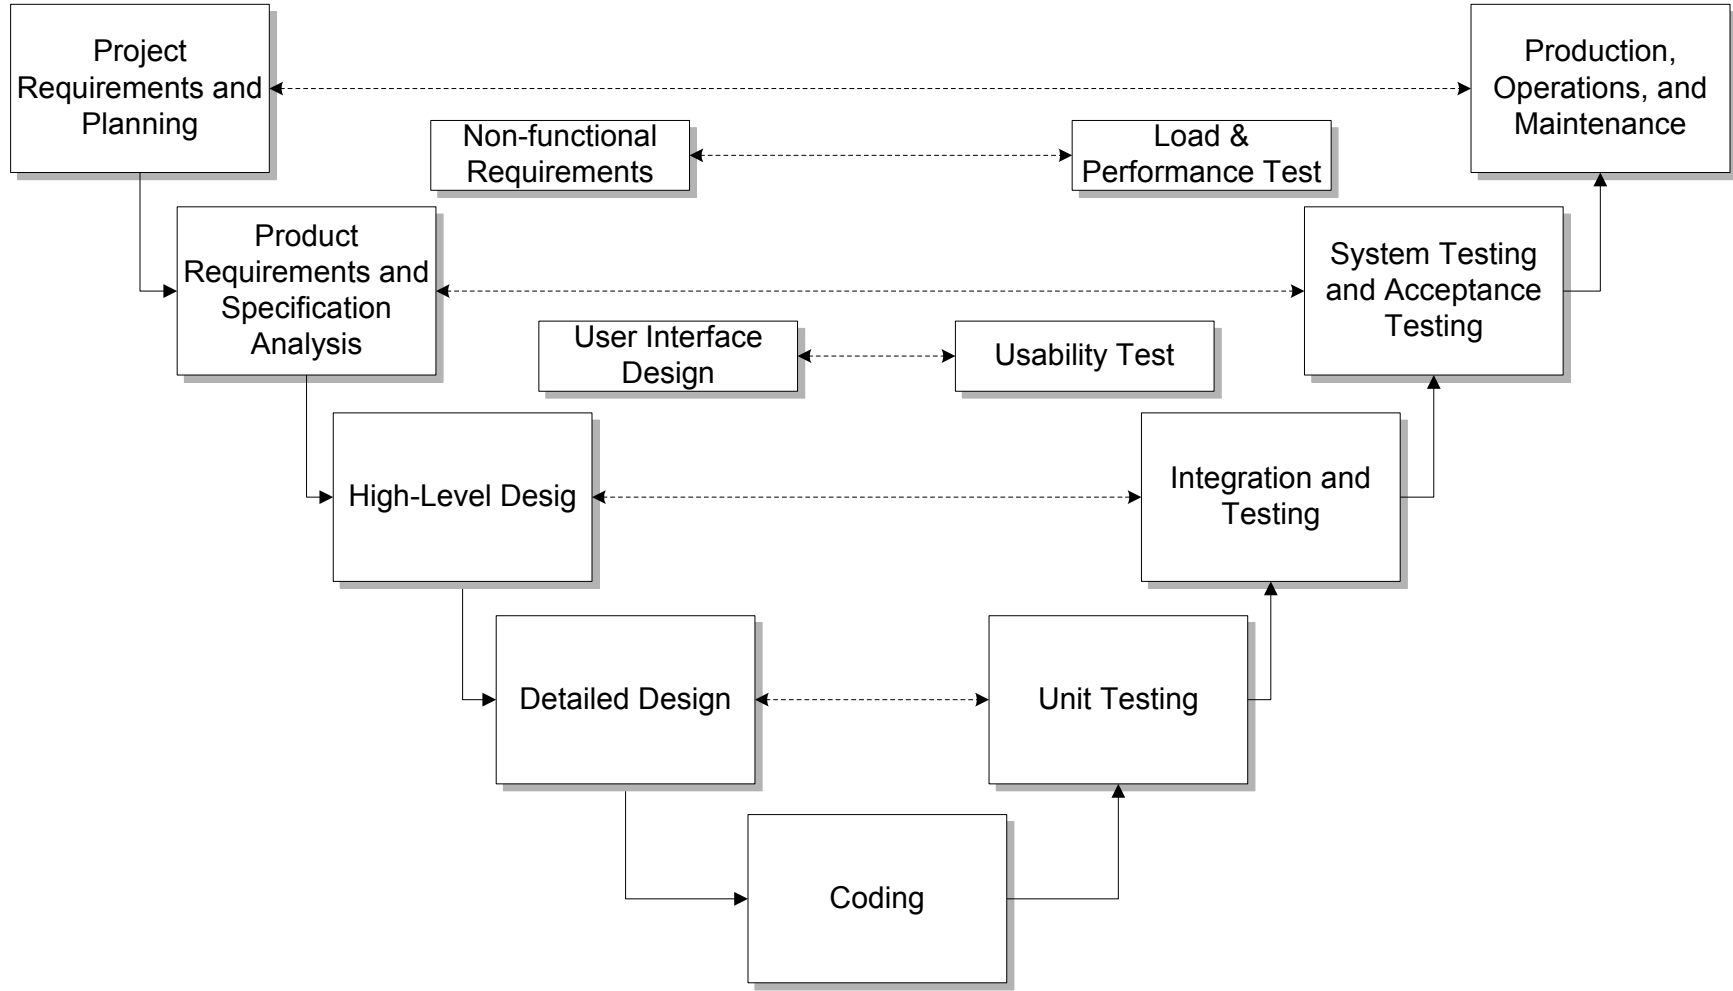 Project
Requirements and
Planning
Production,
Operations, and
Maintenance
Non-functional
Requirements
Load &
Performance Test
Product
Requirements and
Specification
Analysis
System Testing
and Acceptance
Testing
User Interface
Design
Usability Test
High-Level Desig
Integration and
Testing
Detailed Design
Unit Testing
Coding